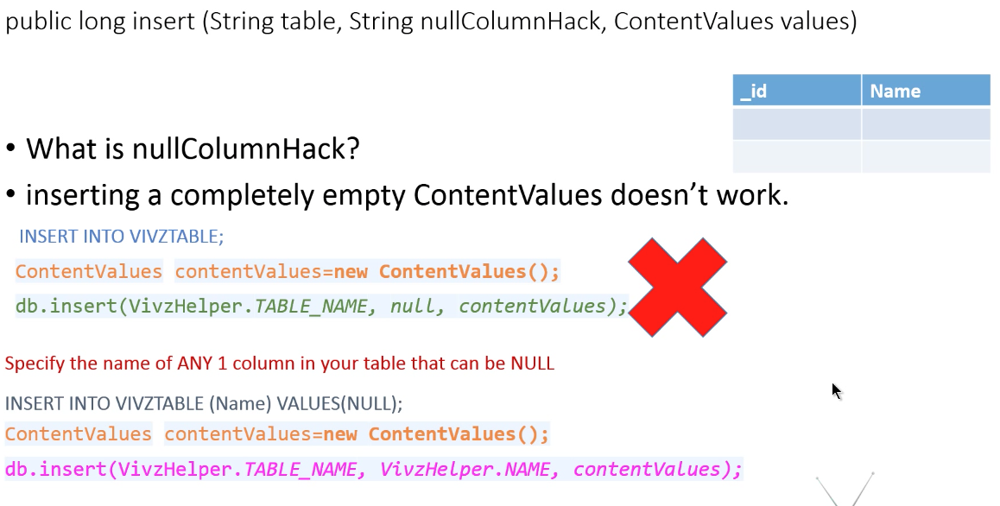 public long insert (String table, String nullColumnHack, ContentValues values)
_id Name
• What is nullColumnHack?
• inserting a completely empty ContentValues doesn’t work.
INSERT INTO VIVZTABLE;
ContentValues contentValues=new ContentValues();
db.insert(VivzHelper.TABLE_NAME, null, contentValues);
Specify the name of ANY 1 column in your table that can be NULL
INSERT INTO VIVZTABLE (Name) VALUES(NULL);
ContentValues contentValues=new ContentValues();
db.insert(VivzHelper.TABLE_NAME, VivzHelper.NAME, contentValues);